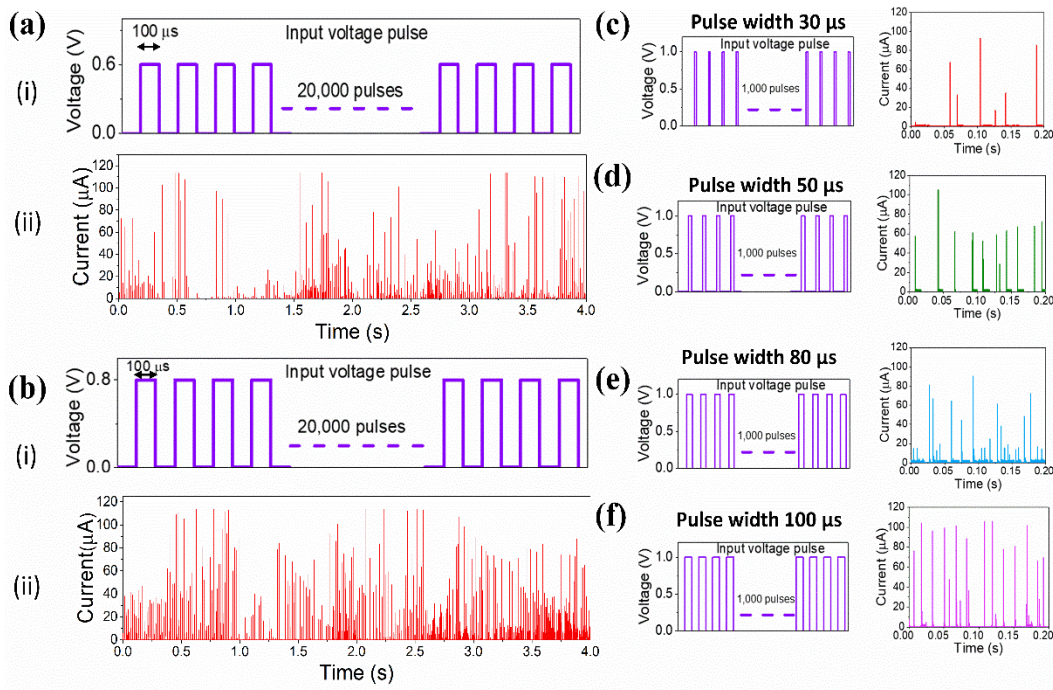 (a)
100 µs
Input voltage pulse
Voltage (V)
0.6
0.0
20,000 pulses
(i)
(ii)
Current (µA)
120
100
80
60
40
20
0
0.0 0.5 1.0 1.5 2.0 2.5 3.0 3.5 4.0
Time (s)
(b)
100 µs
Input voltage pulse
Voltage (V)
0.8
0.0
20,000 pulses
(i)
(ii)
Current(µA)
120
100
80
60
40
20
0
0.0 0.5 1.0 1.5 2.0 2.5 3.0 3.5 4.0
Time (s)
(c)
Pulse width 30 µs
Input voltage pulse
Voltage (V)
1.0
0.5
0.0
1,000 pulses
Current (µA)
120
100
80
60
40
20
0
0.00 0.05 0.10 0.15 0.20
Time (s)
(d)
Pulse width 50 µs
Input voltage pulse
Voltage (V)
1.0
0.5
0.0
1,000 pulses
Current (µA)
120
100
80
60
40
20
0
0.00 0.05 0.10 0.15 0.20
Time (s)
(e)
Pulse width 80 µs
Input voltage pulse
Voltage (V)
1.0
0.5
0.0
1,000 pulses
Current (µA)
120
100
80
60
40
20
0
0.00 0.05 0.10 0.15 0.20
Time (s)
(f)
Pulse width 100 µs
Input voltage pulse
Voltage (V)
1.0
0.5
0.0
1,000 pulses
Current (µA)
120
100
80
60
40
20
0
0.00 0.05 0.10 0.15 0.20
Time (s)